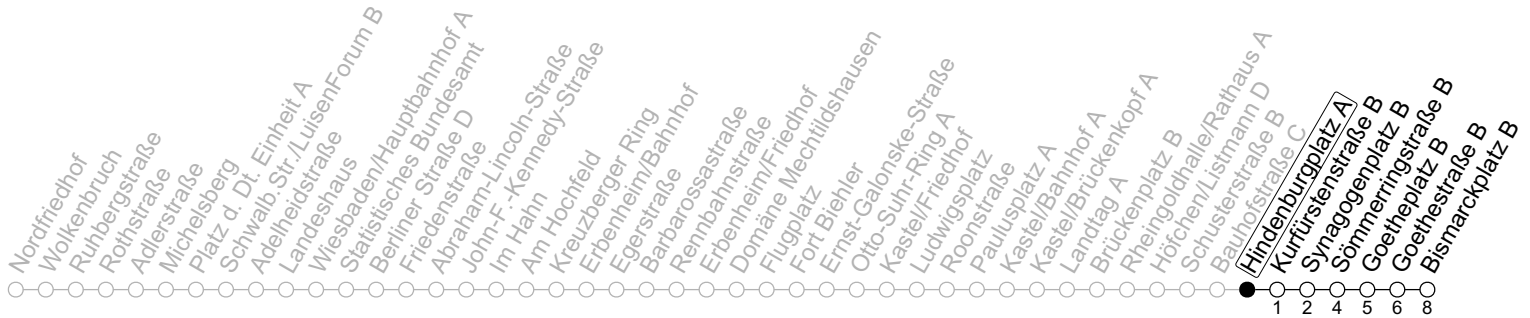 Nordfriedhof
Wolkenbruch
Ruhbergstraße
Rothstraße
Adlerstraße
Michelsberg
Platz d. Dt. Einheit A
Schwalb.Str./LuisenForum B
Adelheidstraße
Landeshaus
Wiesbaden/Hauptbahnhof A
Statistisches Bundesamt
Berliner Straße D
Friedenstraße
Abraham-Lincoln-Straße
John-F.-Kennedy-Straße
Im Hahn
Am Hochfeld
Kreuzberger Ring
Erbenheim/Bahnhof
Egerstraße
Barbarossastraße
Rennbahnstraße
Erbenheim/Friedhof
Domäne Mechtildshausen
Flugplatz
Fort Biehler
Ernst-Galonske-Straße
Otto-Suhr-Ring A
Kastel/Friedhof
Ludwigsplatz
Roonstraße
Paulusplatz A
Kastel/Bahnhof A
Kastel/Brückenkopf A
Landtag A
Brückenplatz B
Rheingoldhalle/Rathaus A
Höfchen/Listmann D
Schusterstraße B
Bauhofstraße C
Hindenburgplatz A
Kurfürstenstraße B
Synagogenplatz B
Sömmerringstraße B
Goetheplatz B
Goethestraße B
Bismarckplatz B
1 2 4 5 6 8